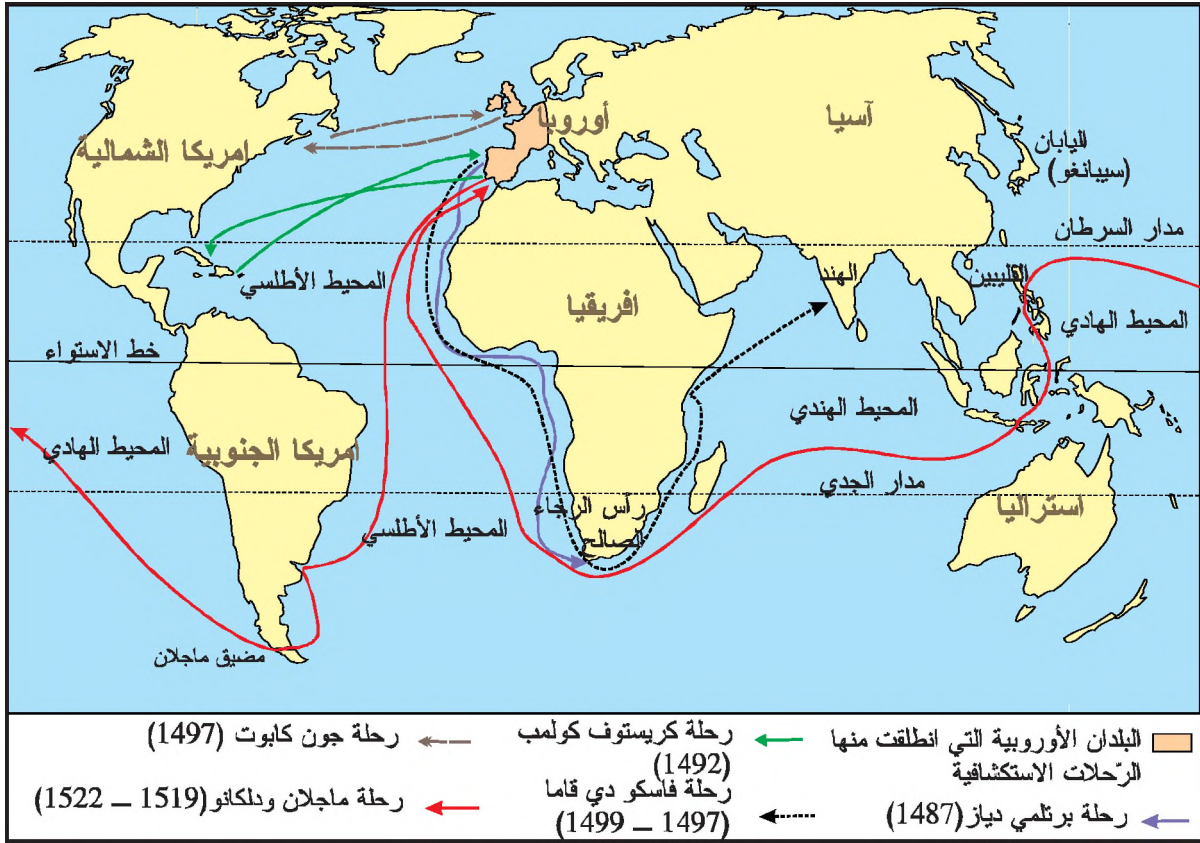 أوروبا
آسيا
امريكا الشمالية
اليابان
(سيبانغو)
مدار السرطان
المحيط الأطلسي
الهند
الفليبين
افريقيا
المحيط الهادي
خط الاستواء
المحيط الهندي
المحيط الهادي
امريكا الجنوبية
مدار الجدي
استراليا
رأس الرجاء
الصالح
المحيط الأطلسي
مضيق ماجلان
البلدان الأوروبية التي انطلقت منها
الرّحلات الاستكشافية
رحلة كريستوف كولمب
(1492)
رحلة جون كابوت (1497)
رحلة برتلمي دياز(1487)
رحلة فاسكو دي قاما
(1497 – 1499)
رحلة ماجلان ودلكانو(1519 – 1522)